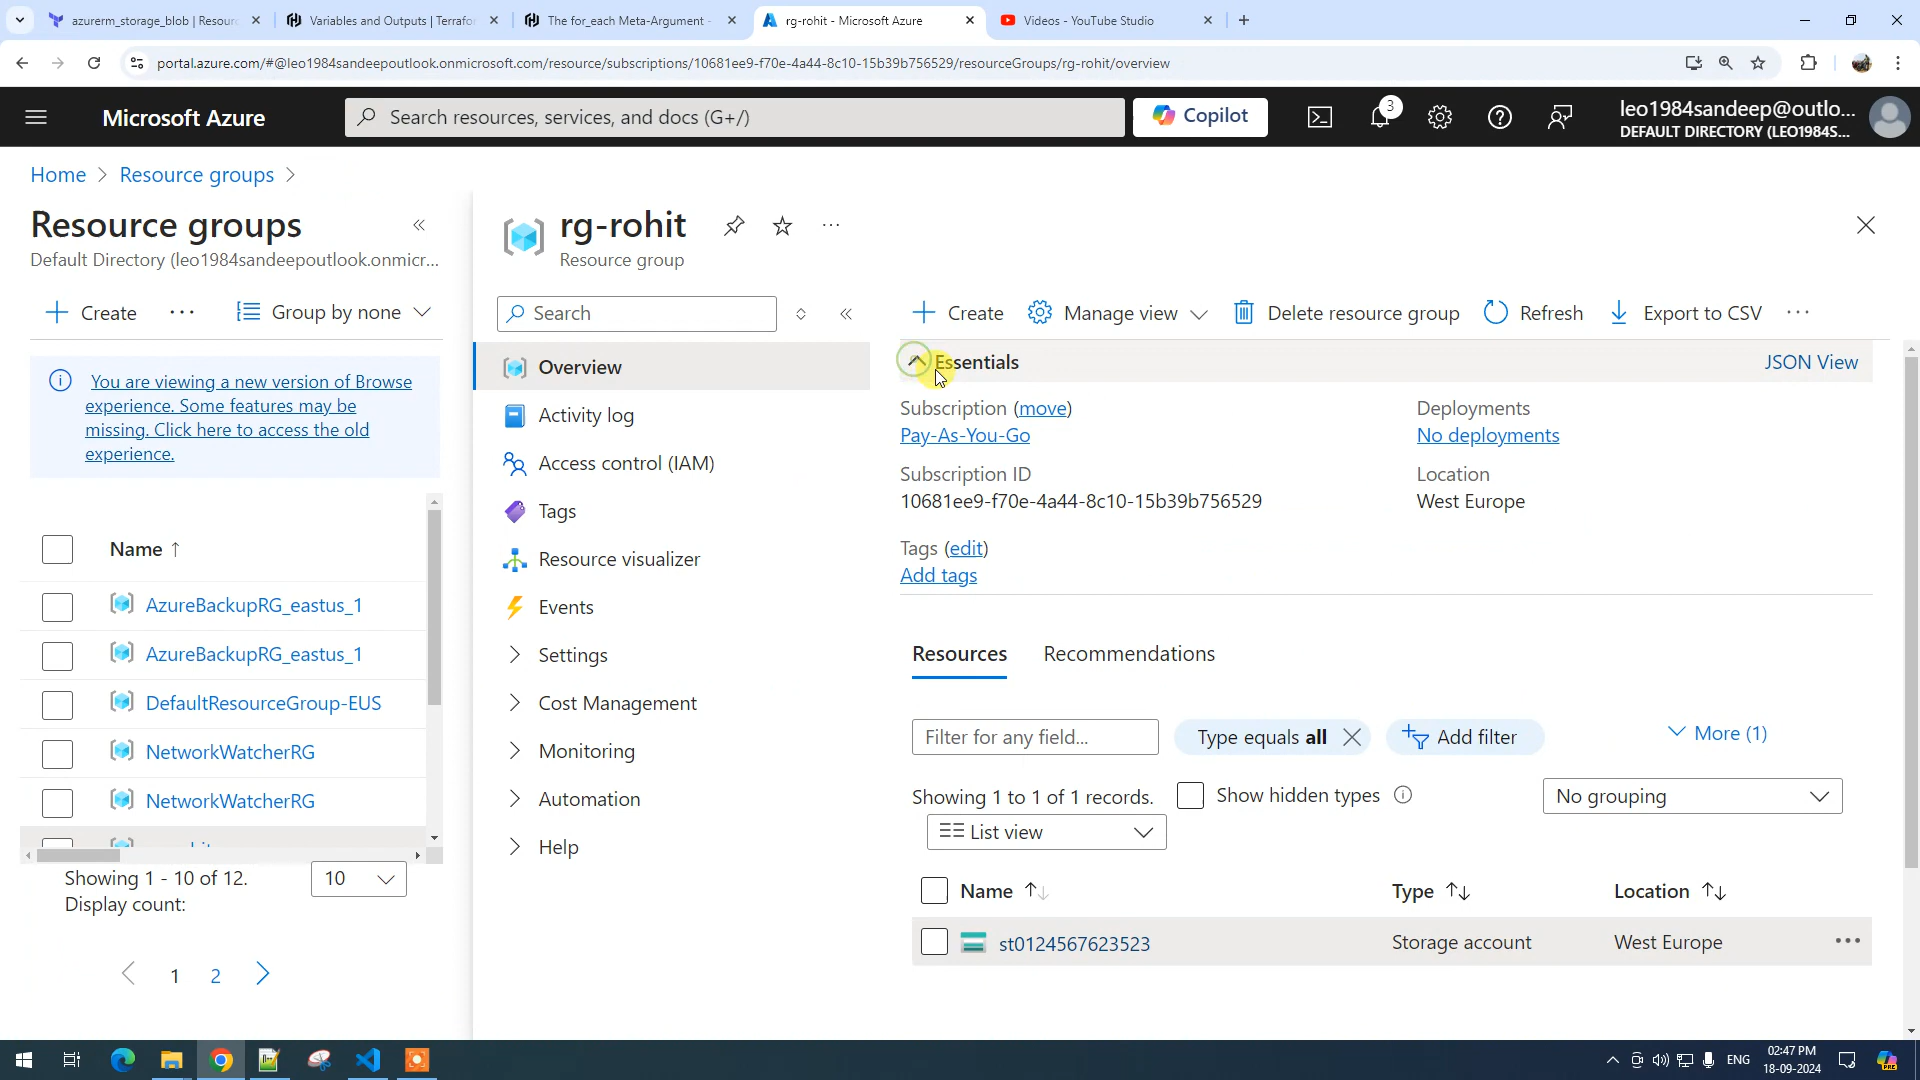 azurerm_storage_blob | Resourc
Variables and Outputs | Terrafo
The for_each Meta-Argument -
rg-rohit - Microsoft Azure
Videos - YouTube Studio
portal.azure.com/#@leo1984sandeepoutlook.onmicrosoft.com/resource/subscriptions/10681ee9-f70e-4a44-8c10-15b39b756529/resourceGroups/rg-rohit/overview
Microsoft Azure
Search resources, services, and docs (G+/)
Copilot
3
leo1984sandeep@outlo...
DEFAULT DIRECTORY (LEO1984S...
Home
Resource groups
Resource groups
Default Directory (leo1984sandeepoutlook.onmicr...
Create
Group by none
You are viewing a new version of Browse
experience. Some features may be
missing. Click here to access the old
experience.
Name ↑
AzureBackupRG_eastus_1
AzureBackupRG_eastus_1
DefaultResourceGroup-EUS
NetworkWatcherRG
NetworkWatcherRG
Showing 1 - 10 of 12.
Display count:
10
1
2
rg-rohit
Resource group
Search
Overview
Activity log
Access control (IAM)
Tags
Resource visualizer
Events
Settings
Cost Management
Monitoring
Automation
Help
Create
Manage view
Delete resource group
Refresh
Export to CSV
Essentials
JSON View
Subscription (move)
Pay-As-You-Go
Subscription ID
10681ee9-f70e-4a44-8c10-15b39b756529
Tags (edit)
Add tags
Deployments
No deployments
Location
West Europe
Resources
Recommendations
Filter for any field...
Type equals all
Add filter
More (1)
Showing 1 to 1 of 1 records.
Show hidden types
No grouping
List view
Name
Type
Location
st0124567623523
Storage account
West Europe
ENG
02:47 PM
18-09-2024
PRE